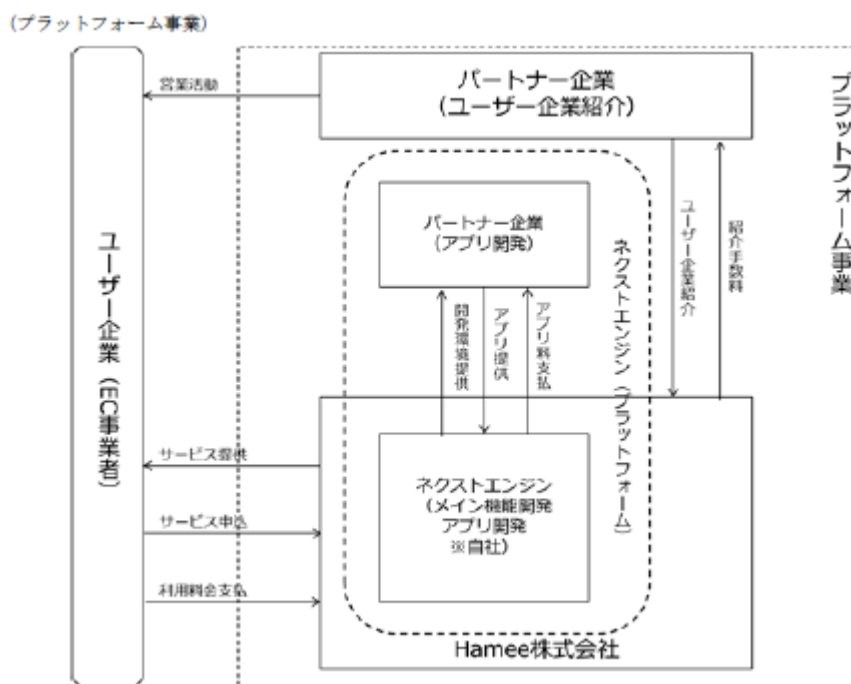 (プラットフォーム事業)
営業活動
パートナー企業
(ユーザー企業紹介)
プラットフォーム事業
パートナー企業
(アプリ開発)
ユーザー企業紹介
紹介手数料
ネクストエンジン(プラットフォーム)
開発環境提供
アプリ提供
アプリ料支払
ユーザー企業(EC事業者)
サービス提供
サービス申込
利用料金支払
ネクストエンジン
(メイン機能開発
アプリ開発
※自社)
Hamee株式会社